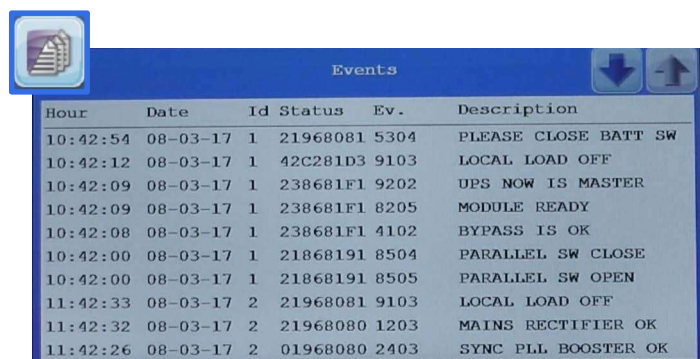 Events
Hour Date Id Status Ev. Description
10:42:54 08-03-17 1 21968081 5304 PLEASE CLOSE BATT SW
10:42:12 08-03-17 1 42C281D3 9103 LOCAL LOAD OFF
10:42:09 08-03-17 1 238681F1 9202 UPS NOW IS MASTER
10:42:09 08-03-17 1 238681F1 8205 MODULE READY
10:42:08 08-03-17 1 238681F1 4102 BYPASS IS OK
10:42:00 08-03-17 1 21868191 8504 PARALLEL SW CLOSE
10:42:00 08-03-17 1 21868191 8505 PARALLEL SW OPEN
11:42:33 08-03-17 2 21968081 9103 LOCAL LOAD OFF
11:42:32 08-03-17 2 21968080 1203 MAINS RECTIFIER OK
11:42:26 08-03-17 2 01968080 2403 SYNC PLL BOOSTER OK